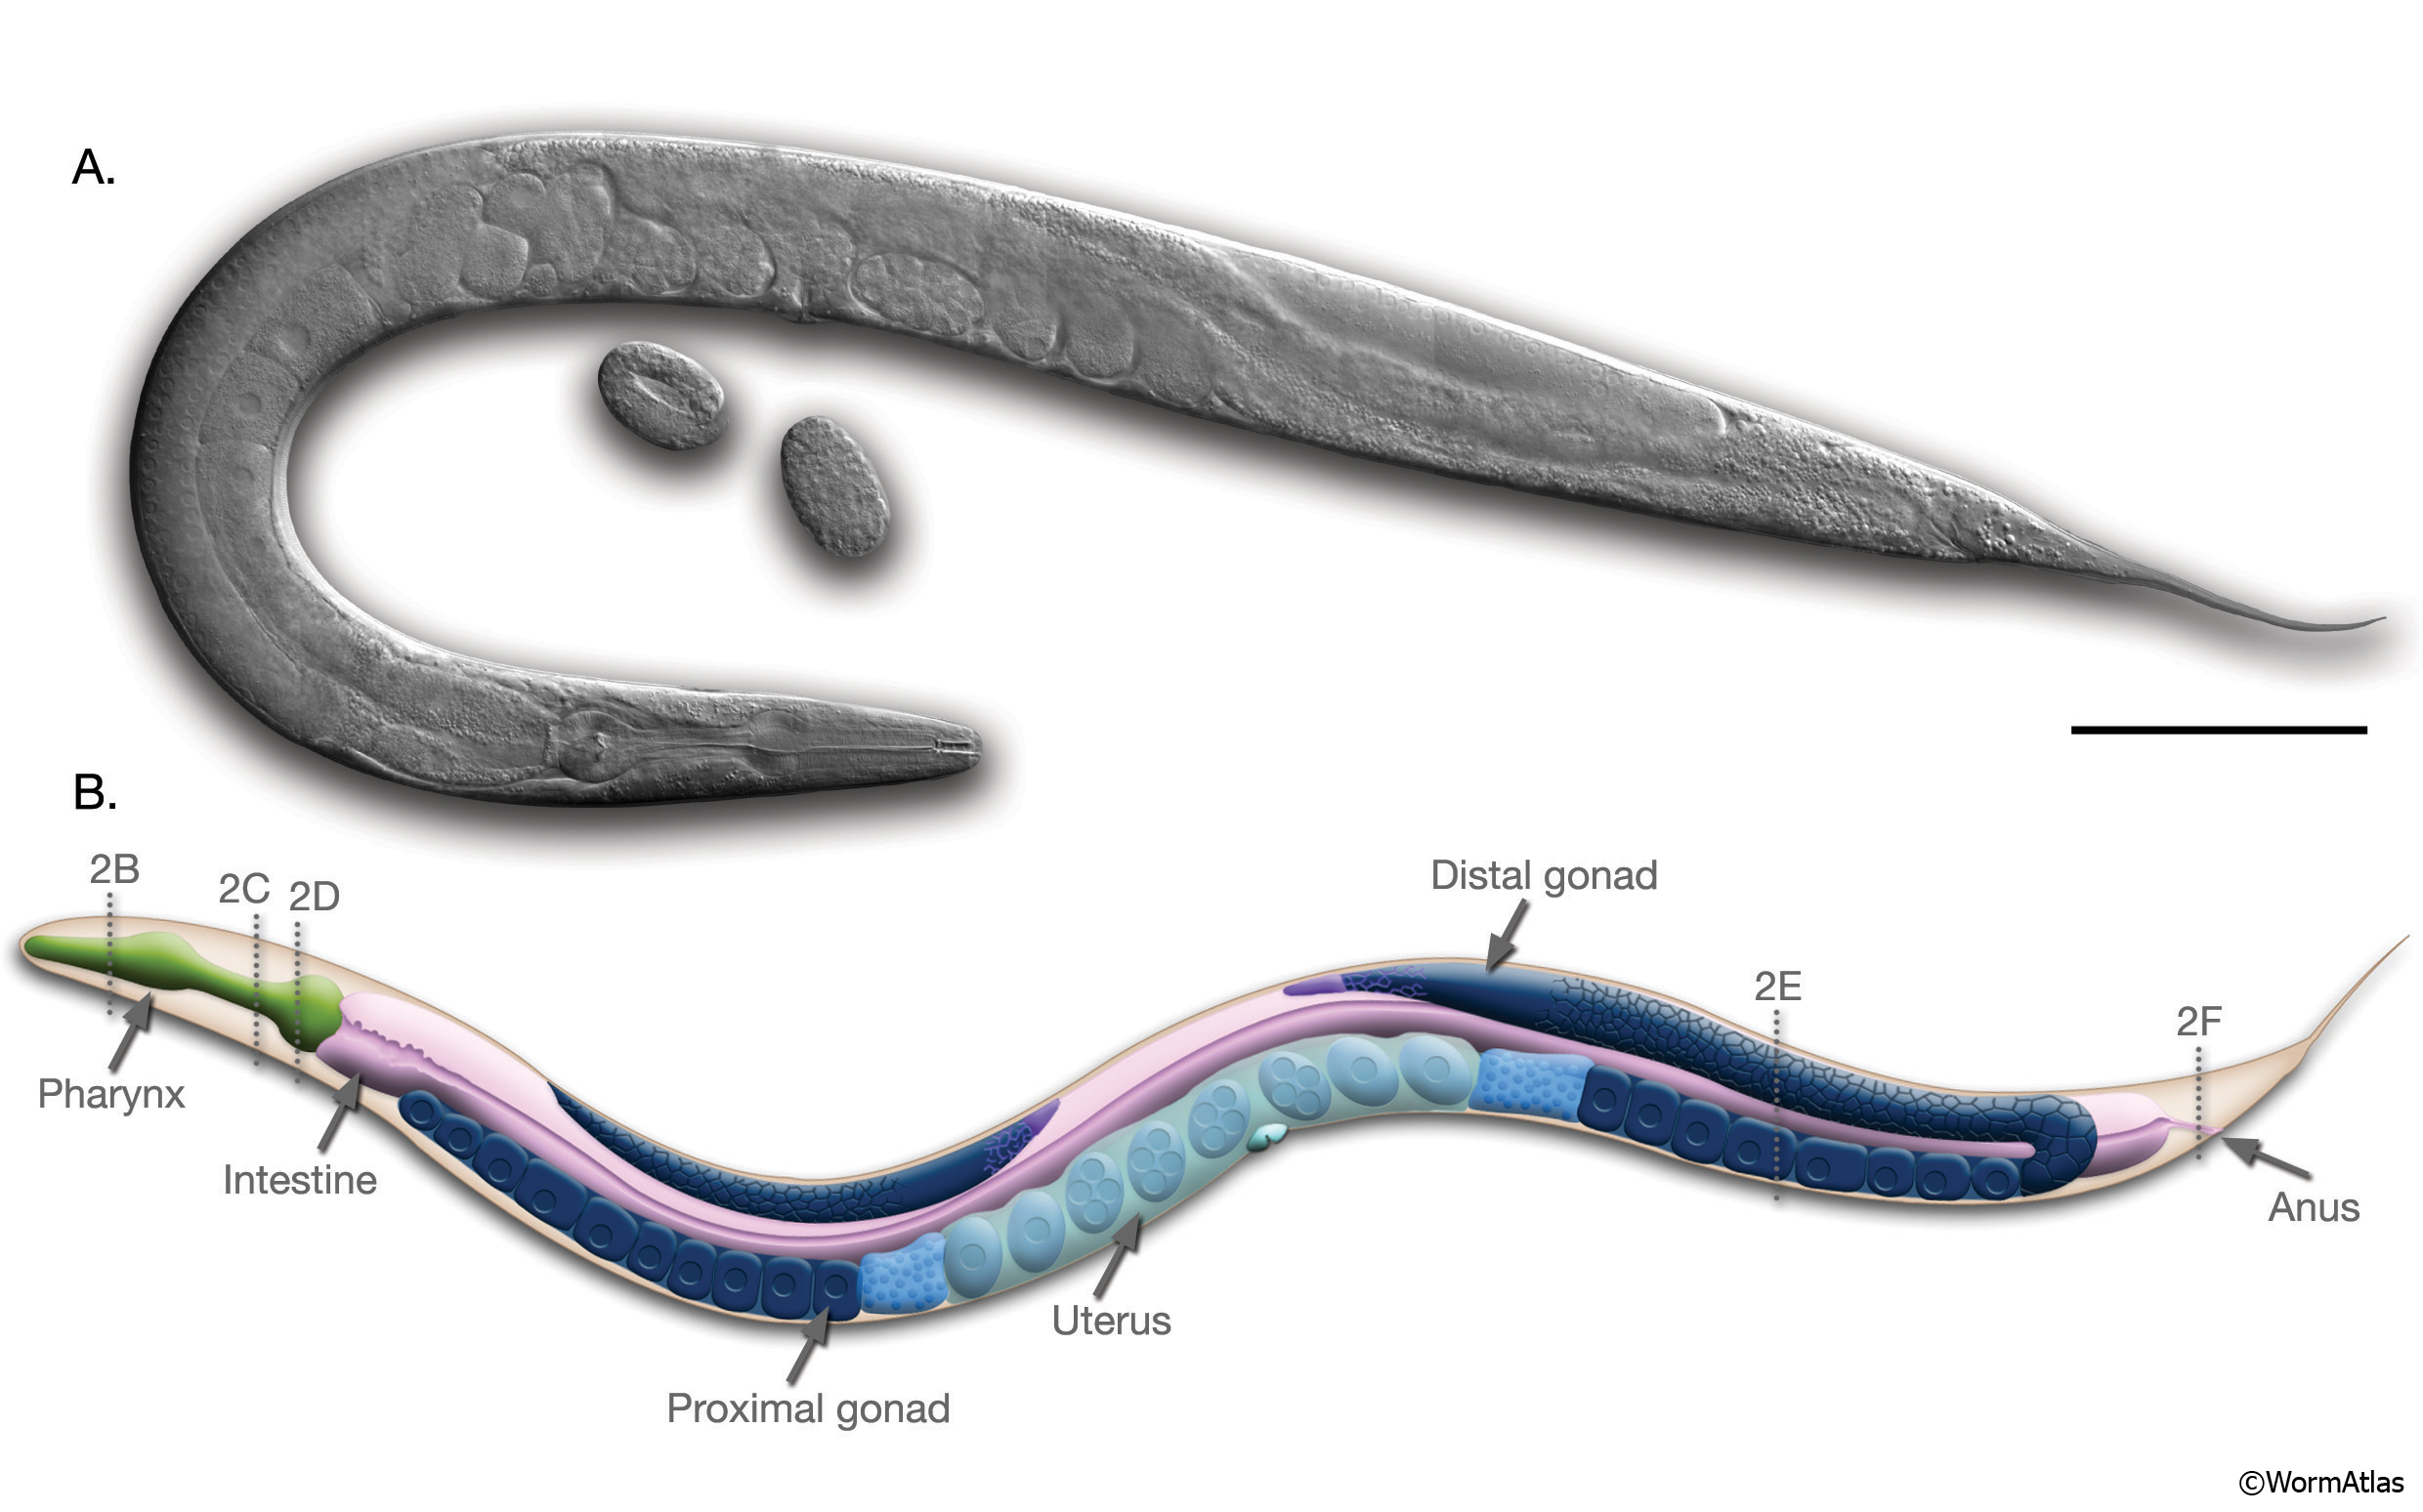 A.
B.
2B
2C
2D
Distal gonad
2E
2F
Pharynx
Intestine
Anus
Uterus
Proximal gonad
©WormAtlas